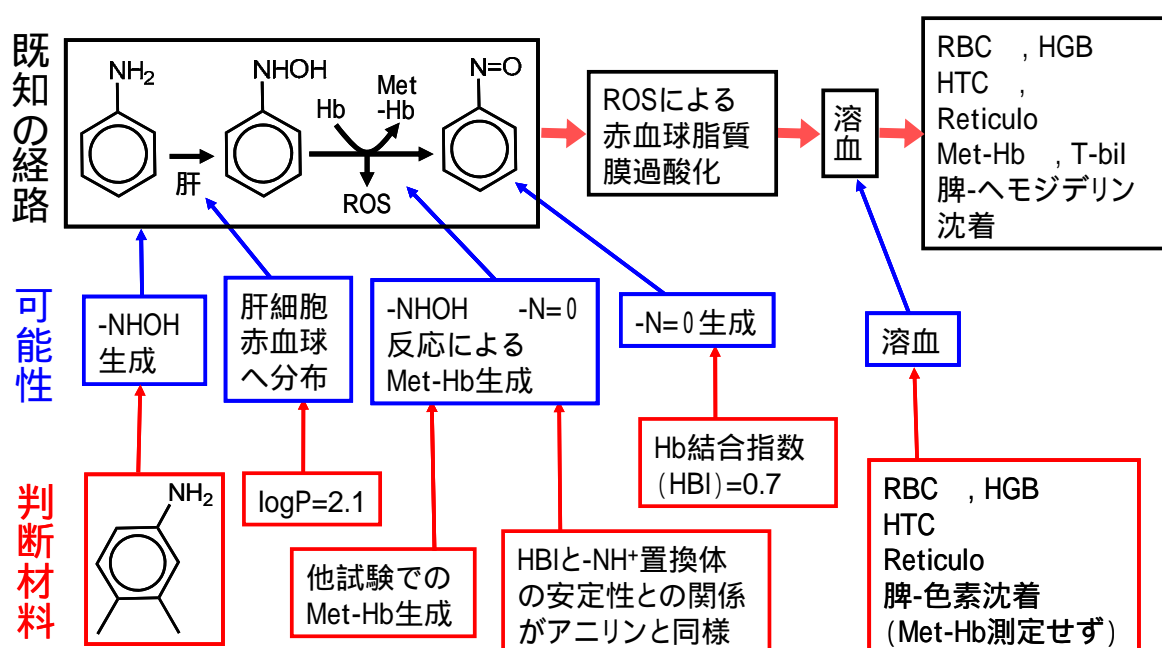 既知の経路
NH2
肝
NHOH
Hb
Met
-Hb
ROS
N=O
ROSによる
赤血球脂質
膜過酸化
溶血
RBC , HGB
HTC ,
Reticulo
Met-Hb , T-bil
脾-ヘモジデリン
沈着
可能性
-NHOH
生成
肝細胞
赤血球
へ分布
-NHOH -N=0
反応による
Met-Hb生成
-N=0生成
溶血
判断材料
NH2
logP=2.1
他試験での
Met-Hb生成
HBIと-NH+置換体
の安定性との関係
がアニリンと同様
Hb結合指数
(HBI)=0.7
RBC , HGB
HTC
Reticulo
脾-色素沈着
(Met-Hb測定せず)